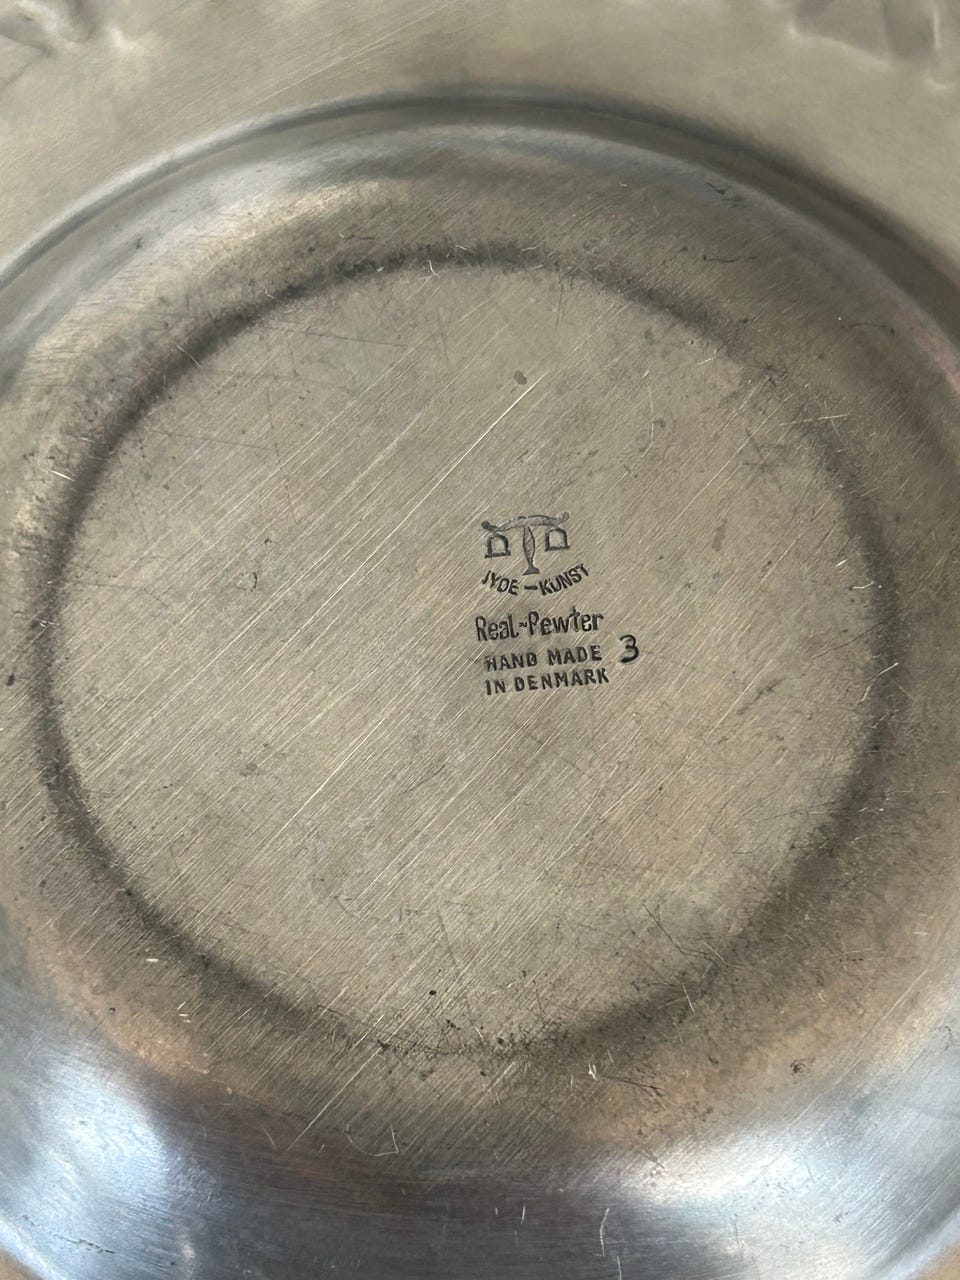 JYDE-KUNST
Real-Pewter
HAND MADE 3
IN DENMARK